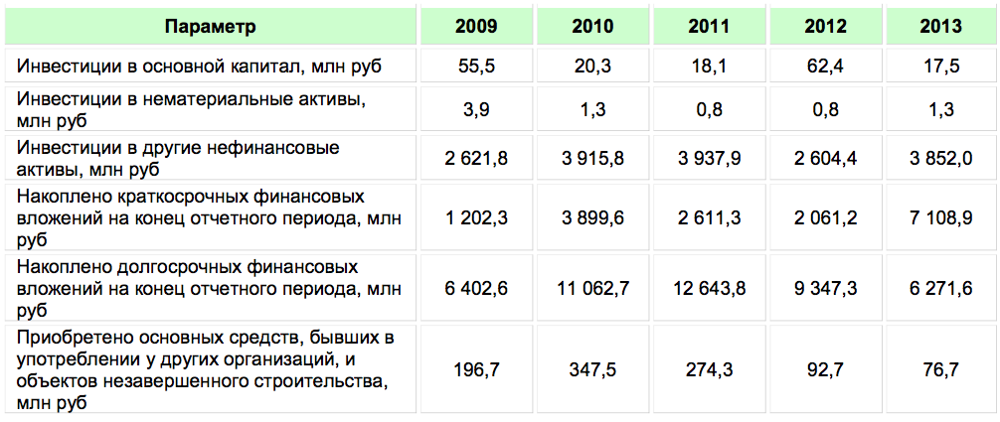 Параметр 2009 2010 2011 2012 2013
Инвестиции в основной капитал, млн руб 55,5 20,3 18,1 62,4 17,5
Инвестиции в нематериальные активы,
млн руб 3,9 1,3 0,8 0,8 1,3
Инвестиции в другие нефинансовые
активы, млн руб 2 621,8 3 915,8 3 937,9 2 604,4 3 852,0
Накоплено краткосрочных финансовых
вложений на конец отчетного периода, млн 1 202,3 3 899,6 2 611,3 2 061,2 7 108,9
руб
Накоплено долгосрочных финансовых
вложений на конец отчетного периода, млн 6 402,6 11 062,7 12 643,8 9 347,3 6 271,6
руб
Приобретено основных средств, бывших в
употреблении у других организаций, и
объектов незавершенного строительства, 196,7 347,5 274,3 92,7 76,7
млн руб